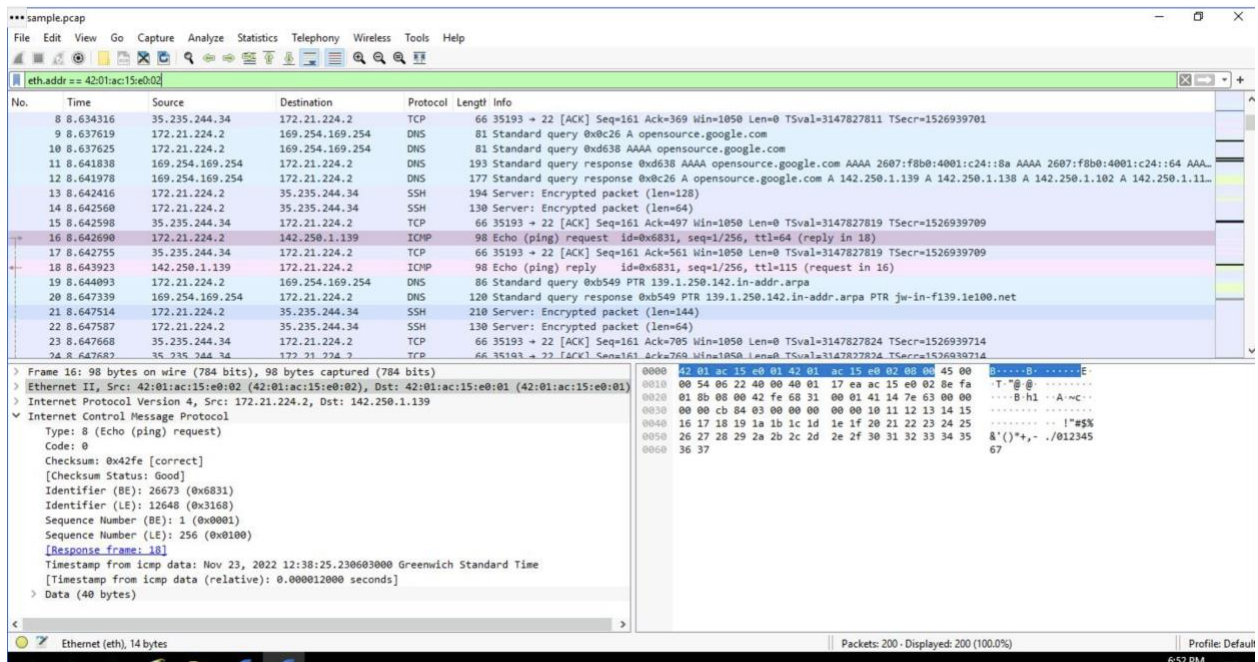 sample.pcap
File Edit View Go Capture Analyze Statistics Telephony Wireless Tools Help
eth.addr == 42:01:ac:15:e0:02
No. Time Source Destination Protocol Length Info
8 8.634316 35.235.244.34 172.21.224.2 TCP 66 35193 → 22 [ACK] Seq=161 Ack=369 Win=1050 Len=0 TSval=3147827811 TSecr=1526939701
9 8.637619 172.21.224.2 169.254.169.254 DNS 81 Standard query 0x0c26 A opensource.google.com
10 8.637625 172.21.224.2 169.254.169.254 DNS 81 Standard query 0xd638 AAAA opensource.google.com
11 8.641838 169.254.169.254 172.21.224.2 DNS 193 Standard query response 0xd638 AAAA opensource.google.com AAAA 2607:f8b0:4001:c24::8a AAAA 2607:f8b0:4001:c24::64 AAA…
12 8.641978 169.254.169.254 172.21.224.2 DNS 177 Standard query response 0x0c26 A opensource.google.com A 142.250.1.139 A 142.250.1.138 A 142.250.1.102 A 142.250.1.11…
13 8.642416 172.21.224.2 35.235.244.34 SSH 194 Server: Encrypted packet (len=128)
14 8.642560 172.21.224.2 35.235.244.34 SSH 130 Server: Encrypted packet (len=64)
15 8.642598 35.235.244.34 172.21.224.2 TCP 66 35193 → 22 [ACK] Seq=161 Ack=497 Win=1050 Len=0 TSval=3147827819 TSecr=1526939709
16 8.642690 172.21.224.2 142.250.1.139 ICMP 98 Echo (ping) request id=0x6831, seq=1/256, ttl=64 (reply in 18)
17 8.642755 35.235.244.34 172.21.224.2 TCP 66 35193 → 22 [ACK] Seq=161 Ack=561 Win=1050 Len=0 TSval=3147827819 TSecr=1526939709
18 8.643923 142.250.1.139 172.21.224.2 ICMP 98 Echo (ping) reply id=0x6831, seq=1/256, ttl=115 (request in 16)
19 8.644093 172.21.224.2 169.254.169.254 DNS 86 Standard query 0xb549 PTR 139.1.250.142.in-addr.arpa
20 8.647339 169.254.169.254 172.21.224.2 DNS 120 Standard query response 0xb549 PTR 139.1.250.142.in-addr.arpa PTR jw-in-f139.1e100.net
21 8.647514 172.21.224.2 35.235.244.34 SSH 210 Server: Encrypted packet (len=144)
22 8.647587 172.21.224.2 35.235.244.34 SSH 130 Server: Encrypted packet (len=64)
23 8.647668 35.235.244.34 172.21.224.2 TCP 66 35193 → 22 [ACK] Seq=161 Ack=705 Win=1050 Len=0 TSval=3147827824 TSecr=1526939714
24 8.647682 35.235.244.34 172.21.224.2 TCP 66 35193 → 22 [ACK] Seq=161 Ack=769 Win=1050 Len=0 TSval=3147827824 TSecr=1526939714
Frame 16: 98 bytes on wire (784 bits), 98 bytes captured (784 bits)
Ethernet II, Src: 42:01:ac:15:e0:02 (42:01:ac:15:e0:02), Dst: 42:01:ac:15:e0:01 (42:01:ac:15:e0:01)
Internet Protocol Version 4, Src: 172.21.224.2, Dst: 142.250.1.139
Internet Control Message Protocol
Type: 8 (Echo (ping) request)
Code: 0
Checksum: 0x42fe [correct]
[Checksum Status: Good]
Identifier (BE): 26673 (0x6831)
Identifier (LE): 12648 (0x3168)
Sequence Number (BE): 1 (0x0001)
Sequence Number (LE): 256 (0x0100)
[Response frame: 18]
Timestamp from icmp data: Nov 23, 2022 12:38:25.230603000 Greenwich Standard Time
[Timestamp from icmp data (relative): 0.000012000 seconds]
Data (40 bytes)
0000 42 01 ac 15 e0 01 42 01 ac 15 e0 02 08 00 45 00 B·····B· ······E·
0010 00 54 06 22 40 00 40 01 17 ea ac 15 e0 02 8e fa ·T·"@·@· ········
0020 01 8b 08 00 42 fe 68 31 00 01 41 14 7e 63 00 00 ····B·h1 ··A·~c··
0030 00 00 cb 84 03 00 00 00 00 00 10 11 12 13 14 15 ········ ········
0040 16 17 18 19 1a 1b 1c 1d 1e 1f 20 21 22 23 24 25 ········ ·· !"#$%
0050 26 27 28 29 2a 2b 2c 2d 2e 2f 30 31 32 33 34 35 &'()*+,- ./012345
0060 36 37 67
Ethernet (eth), 14 bytes
Packets: 200 · Displayed: 200 (100.0%)
Profile: Default
6:52 PM